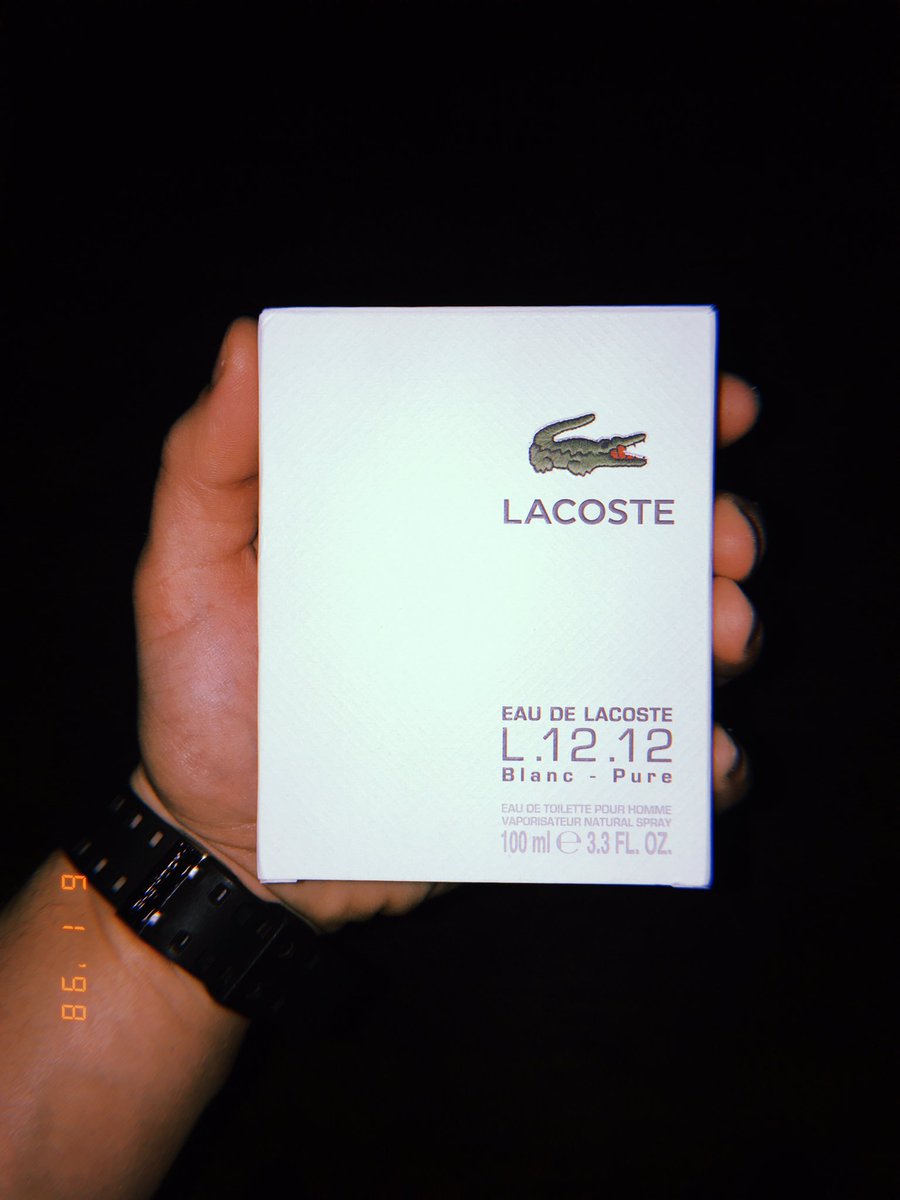 LACOSTE
EAU DE LACOSTE
L.12.12
Blanc - Pure
EAU DE TOILETTE POUR HOMME
VAPORISATEUR NATURAL SPRAY
100 ml ℮ 3.3 FL. OZ.
6 1 '98